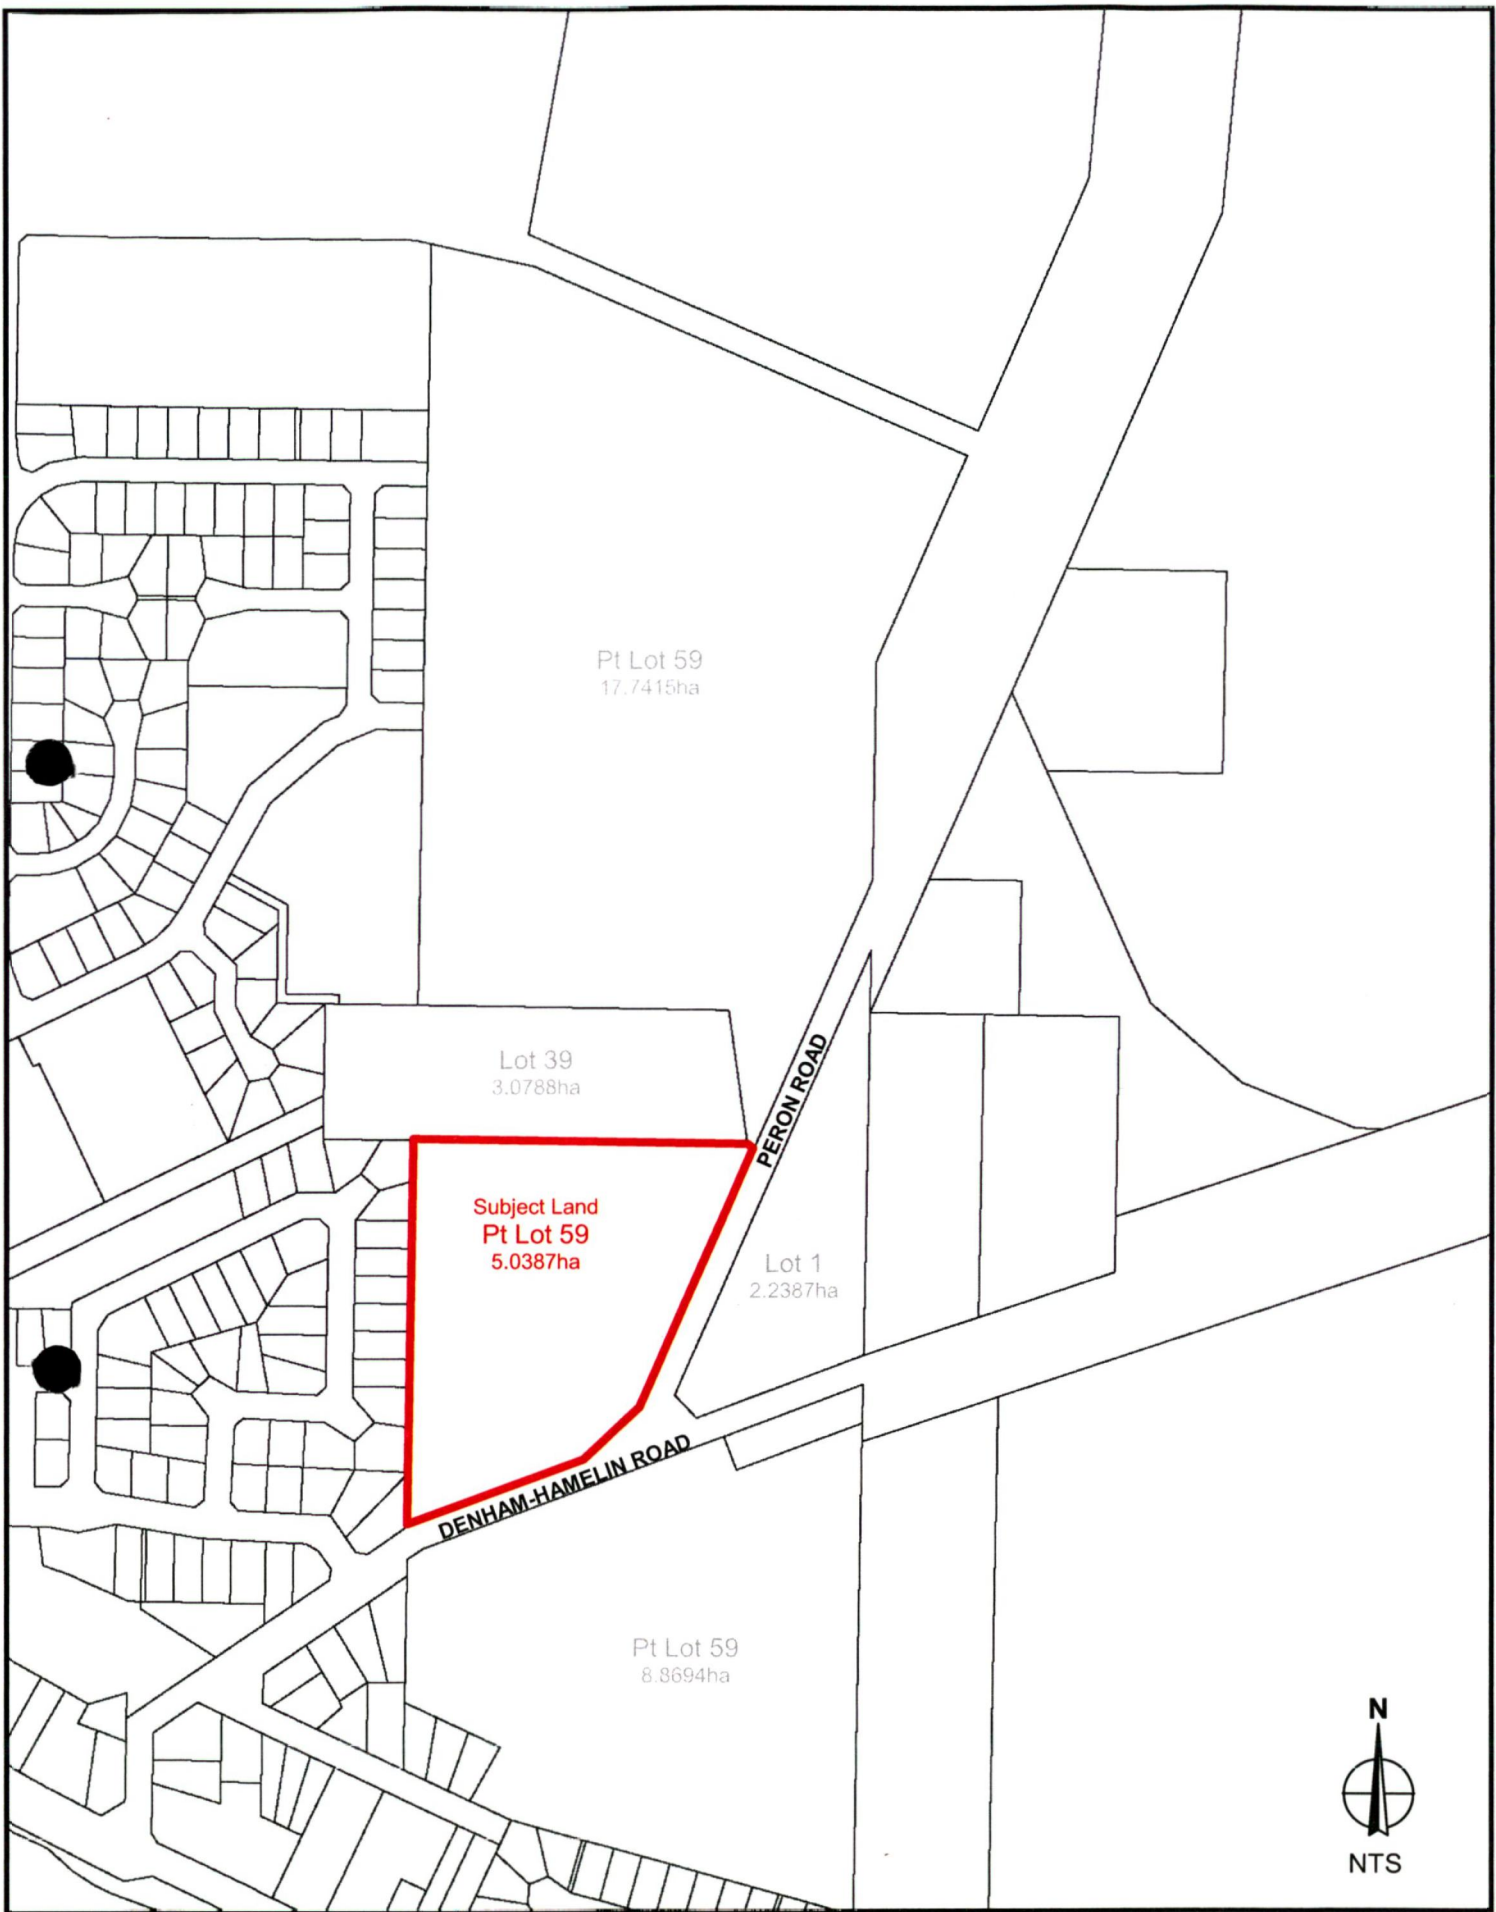 Pt Lot 59
17.7415ha
Lot 39
3.0788ha
PERON ROAD
Subject Land
Pt Lot 59
5.0387ha
Lot 1
2.2387ha
DENHAM-HAMELIN ROAD
Pt Lot 59
8.8694ha
N
NTS